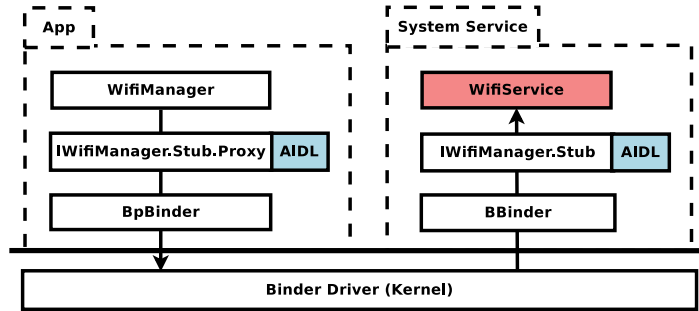 App
System Service
WifiManager
WifiService
IWifiManager.Stub.Proxy AIDL
IWifiManager.Stub AIDL
BpBinder
BBinder
Binder Driver (Kernel)